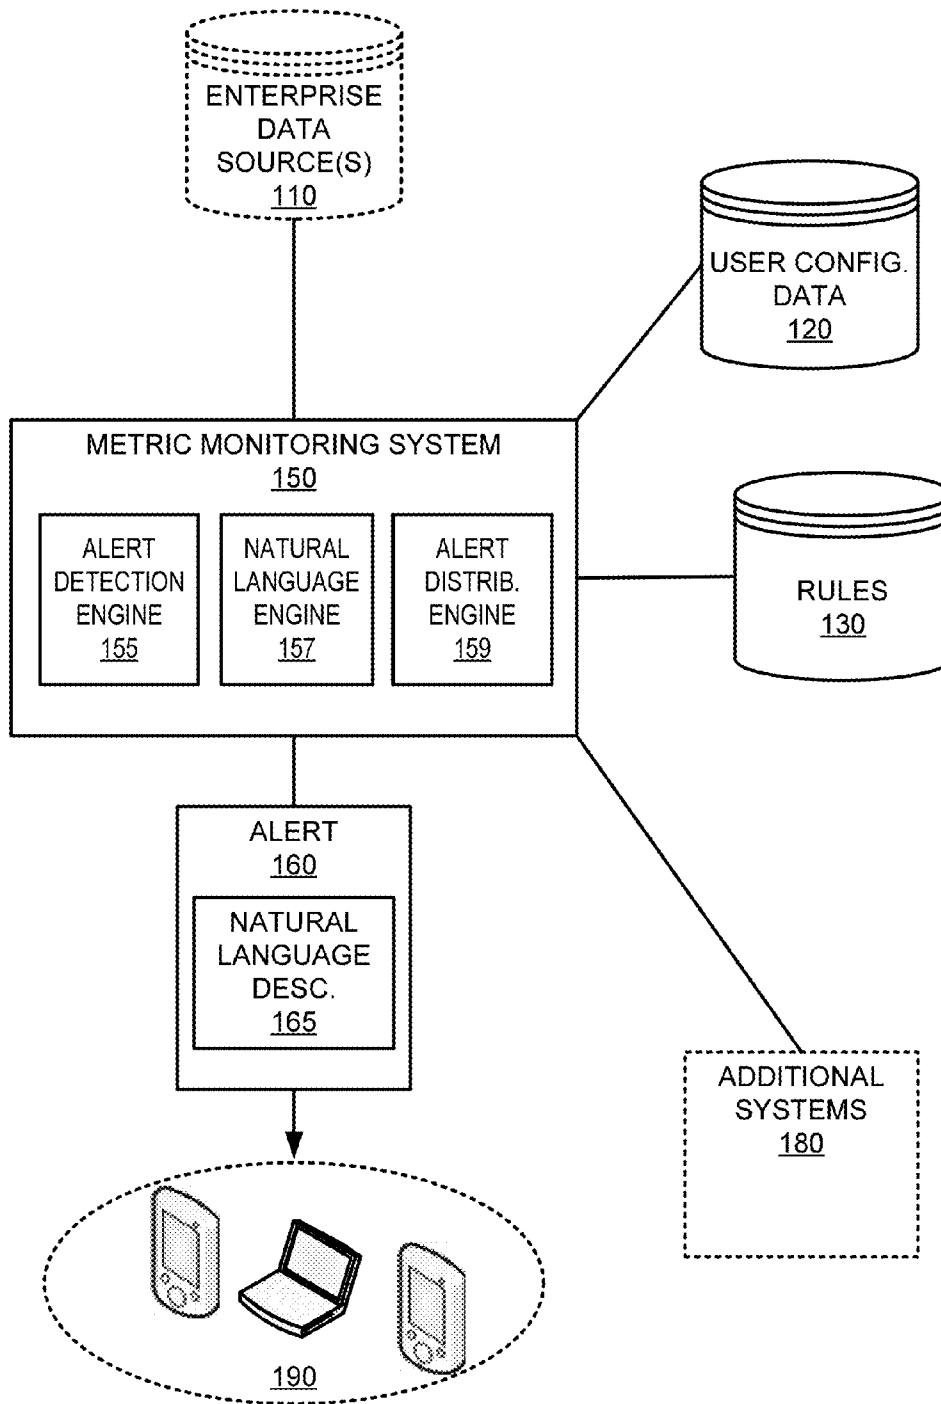 ENTERPRISE
DATA
SOURCE(S)
110
USER CONFIG.
DATA
120
METRIC MONITORING SYSTEM
150
ALERT
DETECTION
ENGINE
155
NATURAL
LANGUAGE
ENGINE
157
ALERT
DISTRIB.
ENGINE
159
RULES
130
ALERT
160
NATURAL
LANGUAGE
DESC.
165
ADDITIONAL
SYSTEMS
180
190